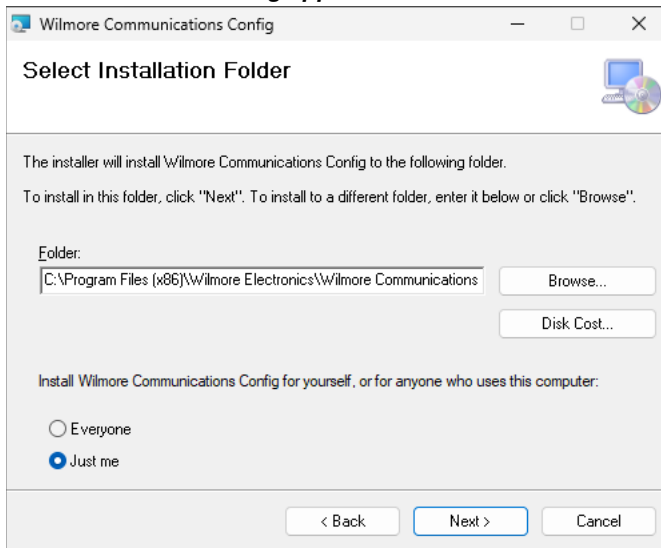 Wilmore Communications Config
Select Installation Folder
The installer will install Wilmore Communications Config to the following folder.
To install in this folder, click "Next". To install to a different folder, enter it below or click "Browse".
Folder:
C:\Program Files (x86)\Wilmore Electronics\Wilmore Communications
Browse...
Disk Cost...
Install Wilmore Communications Config for yourself, or for anyone who uses this computer:
Everyone
Just me
< Back
Next >
Cancel